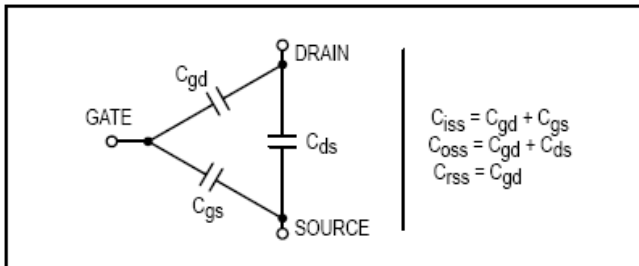 DRAIN
Cgd
GATE
Cds
Cgs
SOURCE
Ciss = Cgd + Cgs
Coss = Cgd + Cds
Crss = Cgd